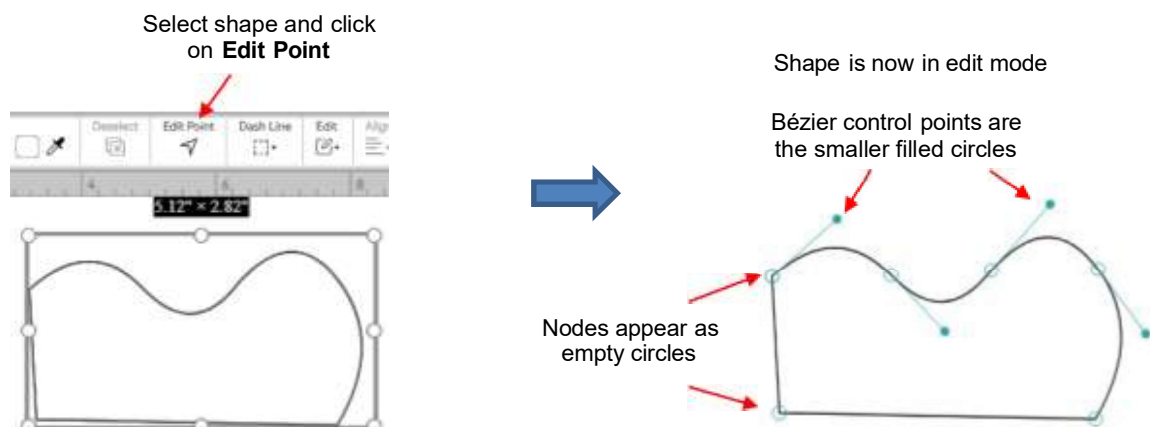 Select shape and click
on Edit Point
Shape is now in edit mode
Bézier control points are
the smaller filled circles
Deselect Edit Point Dash Line Edit Align
4 6 8
5.12" × 2.82"
Nodes appear as
empty circles